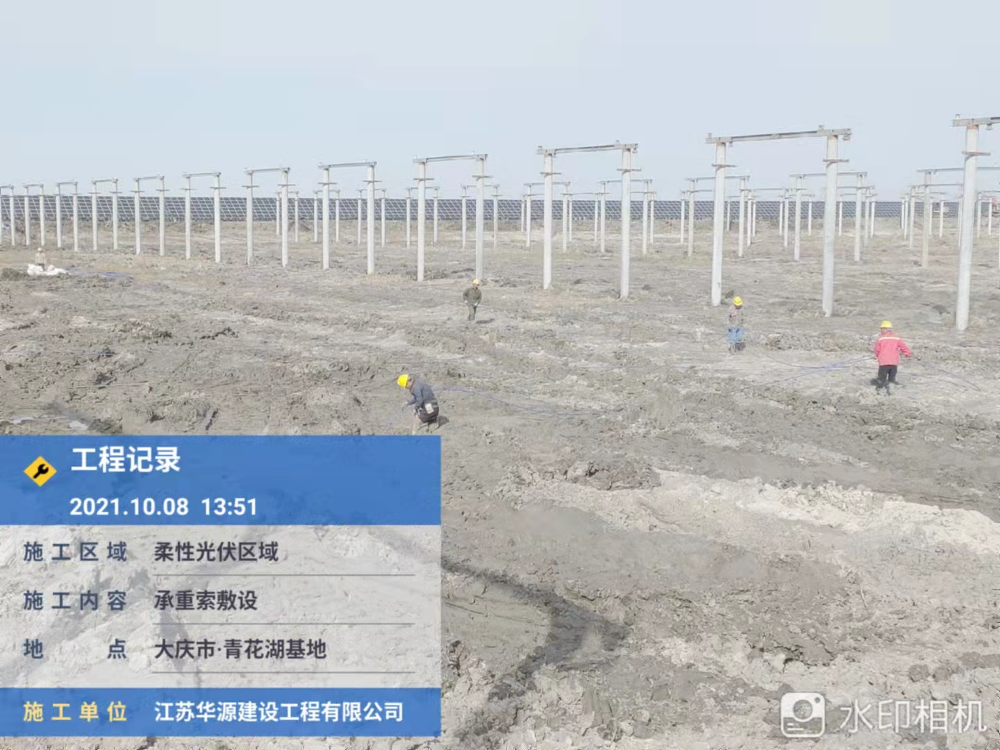 工程记录
2021.10.08 13:51
施工区域 柔性光伏区域
施工内容 承重索敷设
地点 大庆市·青花湖基地
施工单位 江苏华源建设工程有限公司
水印相机